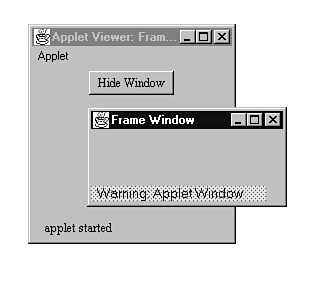 Applet Viewer: Fram...
Applet
Hide Window
Frame Window
Warning: Applet Window
applet started